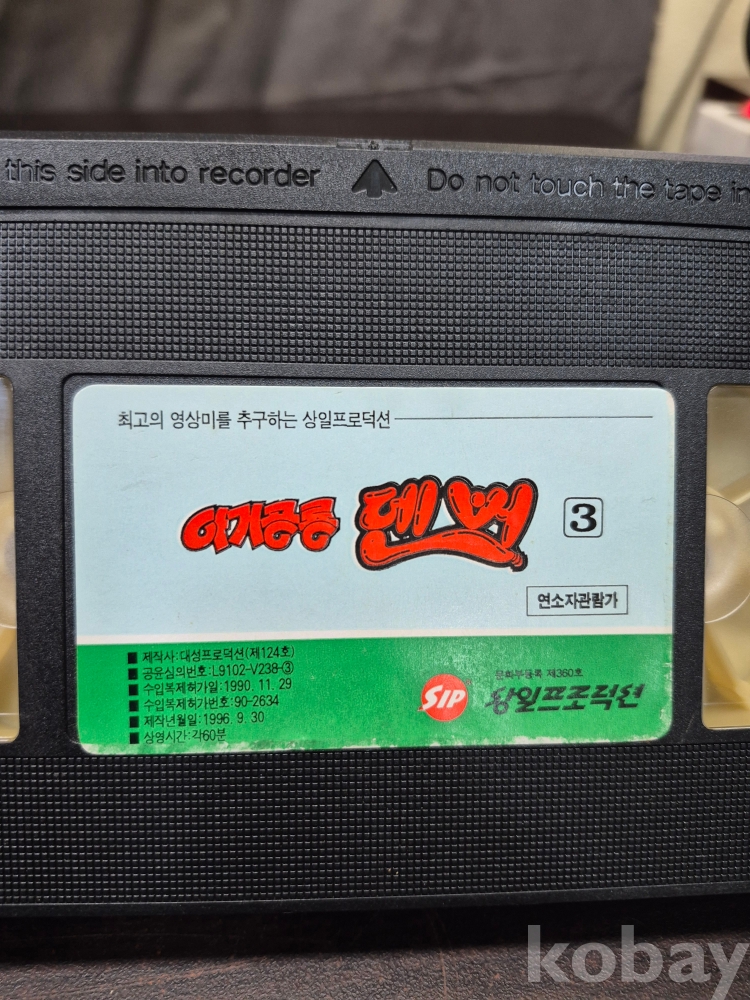 this side into recorder
Do not touch the tape in
최고의 영상미를 추구하는 상일프로덕션
아기공룡 덴버 3
연소자관람가
■ 제작사:대성프로덕션(제124호)
■ 공윤심의번호:L9102-V238-③
■ 수입복제허가일:1990. 11. 29
■ 수입복제허가번호:90-2634
■ 제작년월일:1996. 9. 30
■ 상영시간:각60분
문화부등록 제360호
SIP 상일프로덕션
kobay